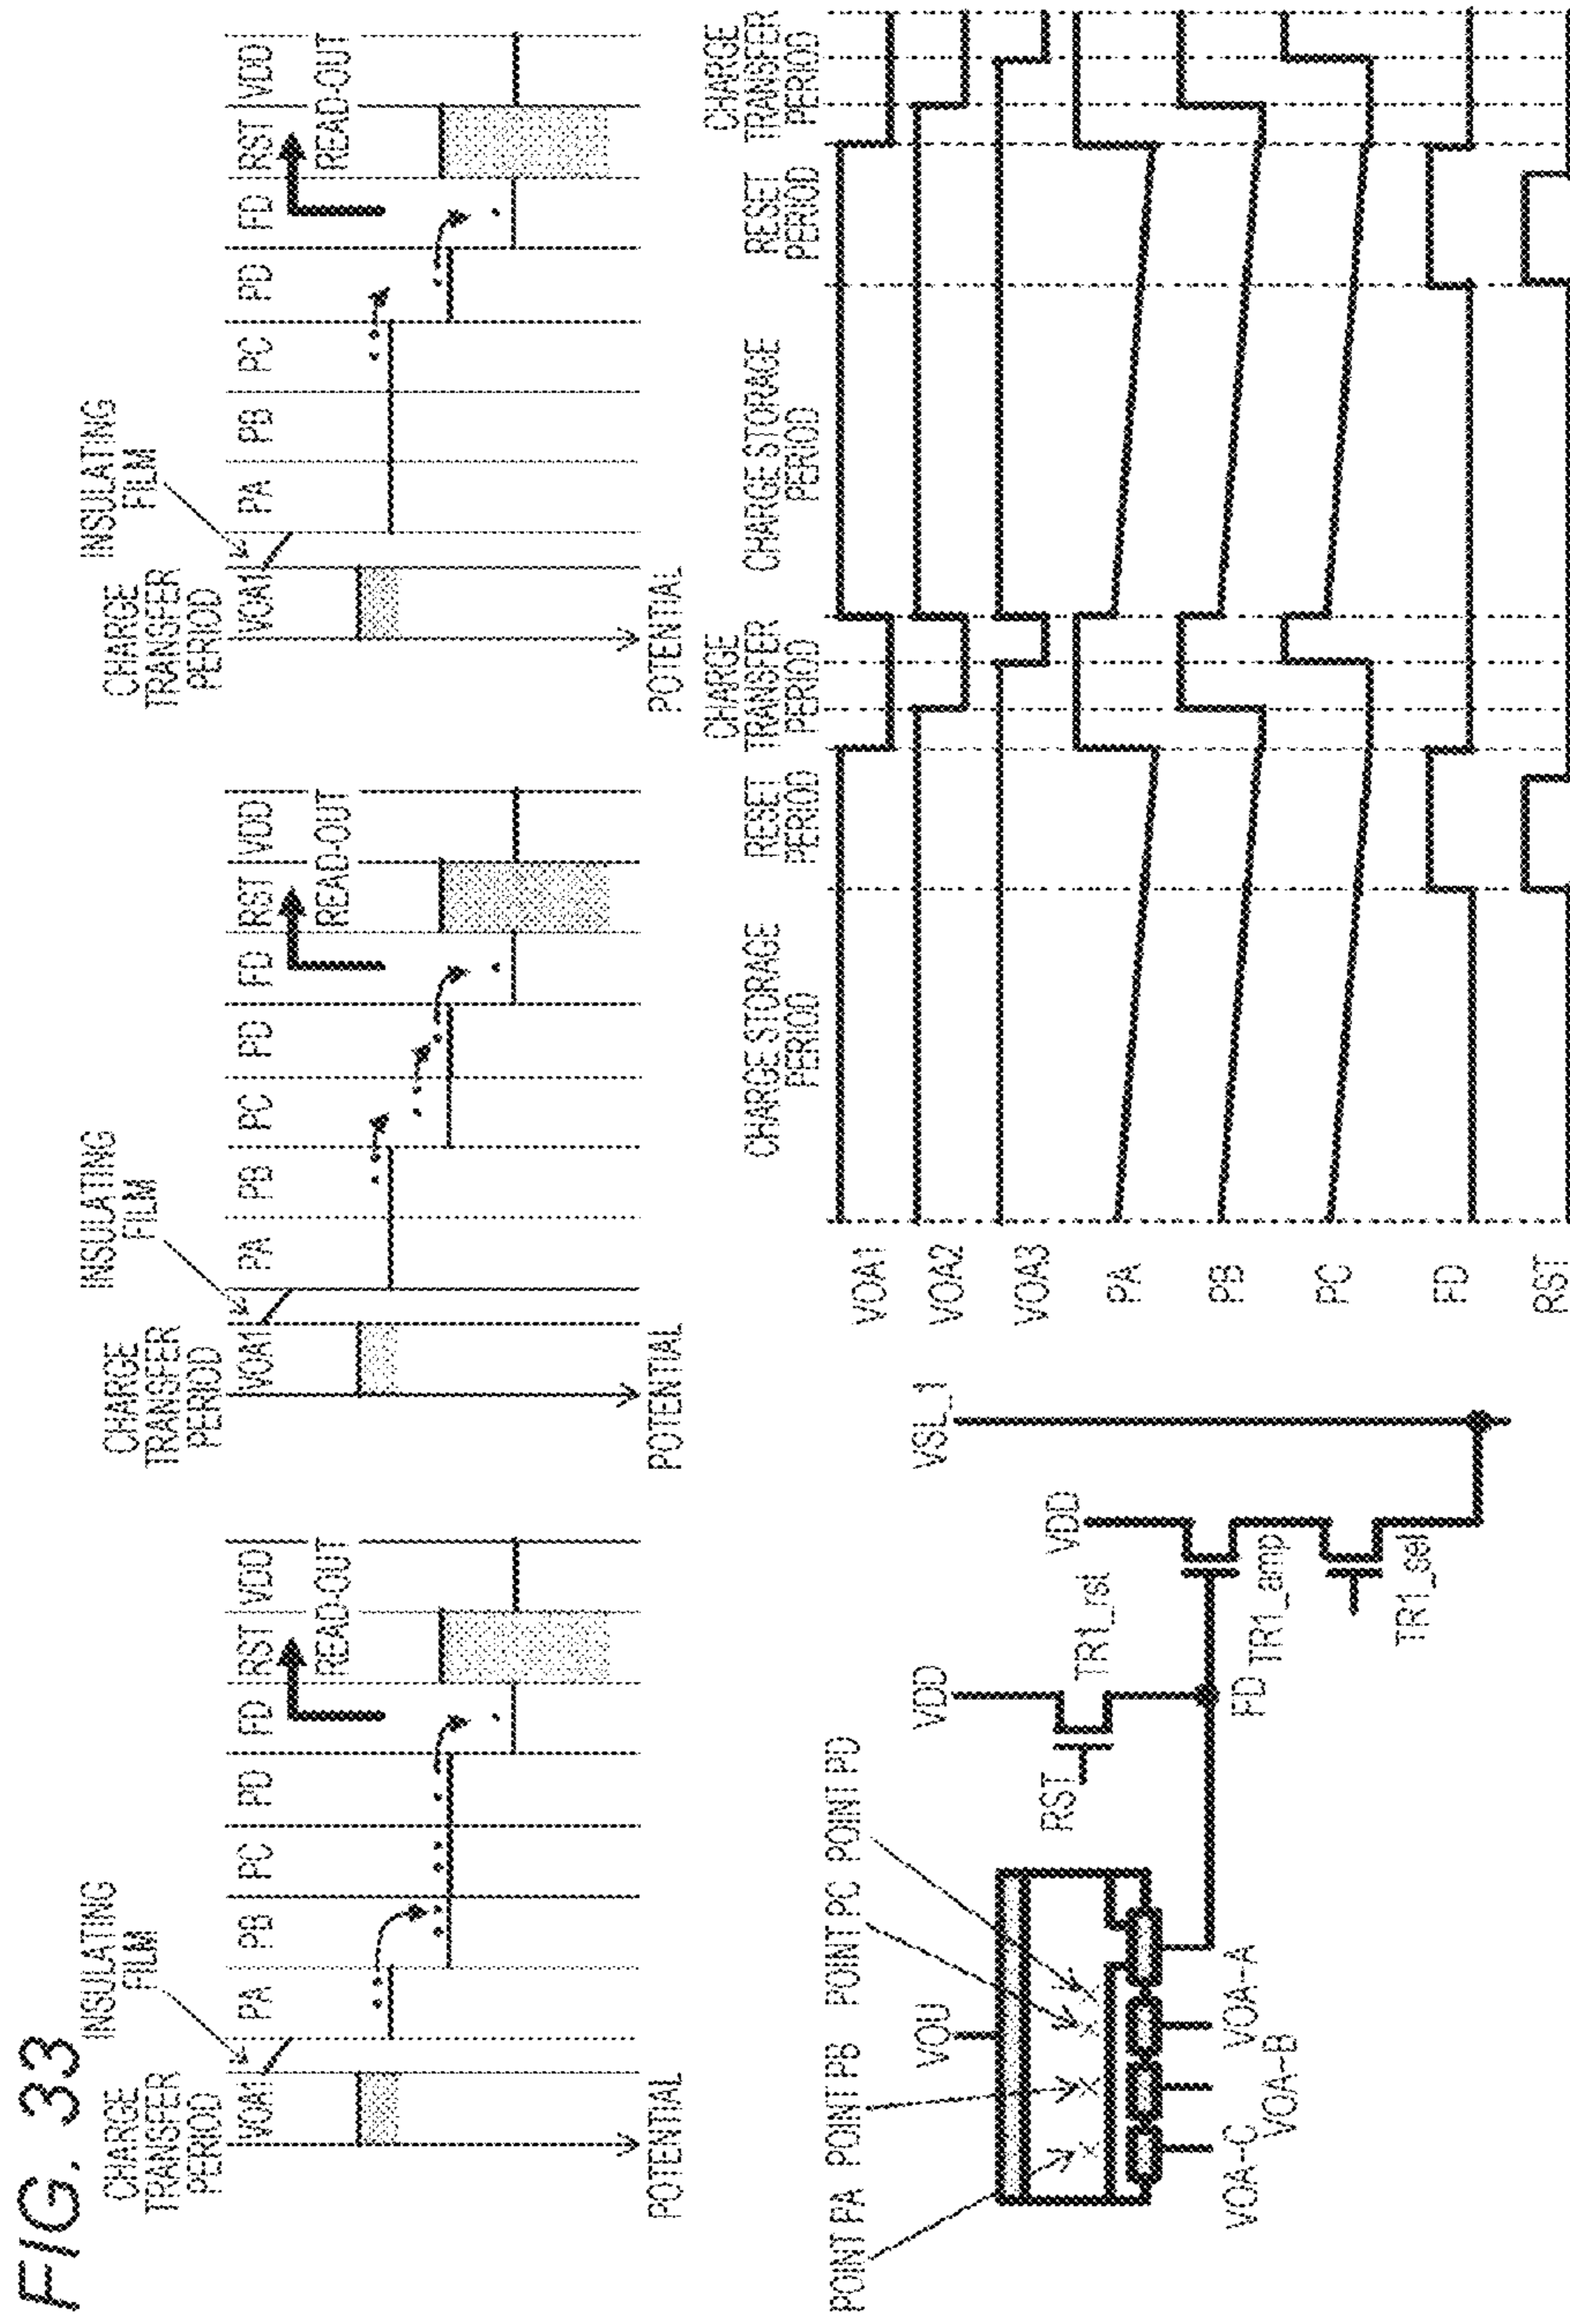 FIG. 33
CHARGE
TRANSFER
PERIOD
INSULATING
FILM
VOA1
PA
PB
PC
PD
FD
RST
VDD
READ-OUT
POTENTIAL
CHARGE
TRANSFER
PERIOD
INSULATING
FILM
VOA1
PA
PB
PC
PD
FD
RST
VDD
READ-OUT
POTENTIAL
CHARGE
TRANSFER
PERIOD
INSULATING
FILM
VOA1
PA
PB
PC
PD
FD
RST
VDD
READ-OUT
POTENTIAL
POINT PA
POINT PB
POINT PC
POINT PD
VOU
VOA-C
VOA-B
VOA-A
VDD
RST
TR1_rst
FD
VDD
TR1_amp
TR1_sel
VSL_1
CHARGE STORAGE
PERIOD
RESET
PERIOD
CHARGE
TRANSFER
PERIOD
CHARGE STORAGE
PERIOD
RESET
PERIOD
CHARGE
TRANSFER
PERIOD
VOA1
VOA2
VOA3
PA
PB
PC
FD
RST